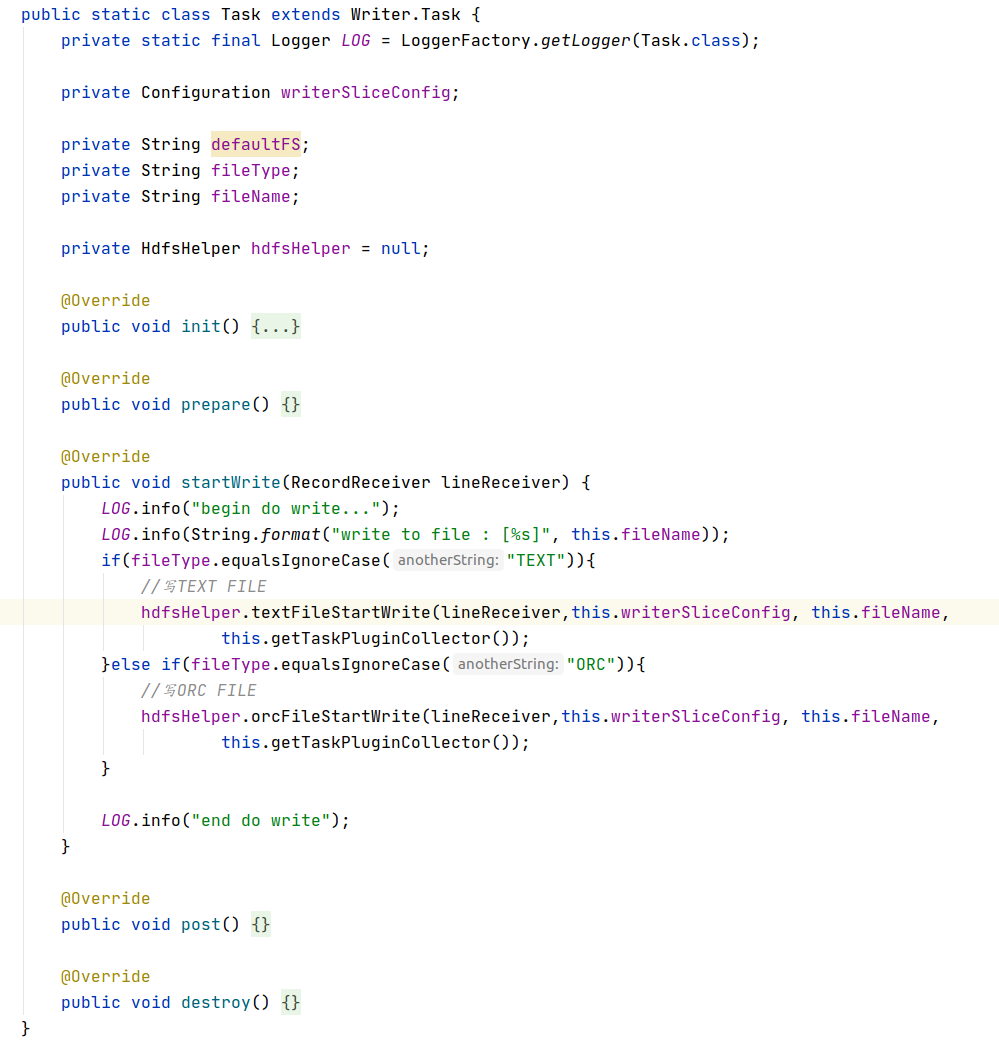 public static class Task extends Writer.Task {
    private static final Logger LOG = LoggerFactory.getLogger(Task.class);

    private Configuration writerSliceConfig;

    private String defaultFS;
    private String fileType;
    private String fileName;

    private HdfsHelper hdfsHelper = null;

    @Override
    public void init() {...}

    @Override
    public void prepare() {}

    @Override
    public void startWrite(RecordReceiver lineReceiver) {
        LOG.info("begin do write...");
        LOG.info(String.format("write to file : [%s]", this.fileName));
        if(fileType.equalsIgnoreCase( anotherString: "TEXT")){
            //写TEXT FILE
            hdfsHelper.textFileStartWrite(lineReceiver,this.writerSliceConfig, this.fileName,
                    this.getTaskPluginCollector());
        }else if(fileType.equalsIgnoreCase( anotherString: "ORC")){
            //写ORC FILE
            hdfsHelper.orcFileStartWrite(lineReceiver,this.writerSliceConfig, this.fileName,
                    this.getTaskPluginCollector());
        }

        LOG.info("end do write");
    }

    @Override
    public void post() {}

    @Override
    public void destroy() {}
}